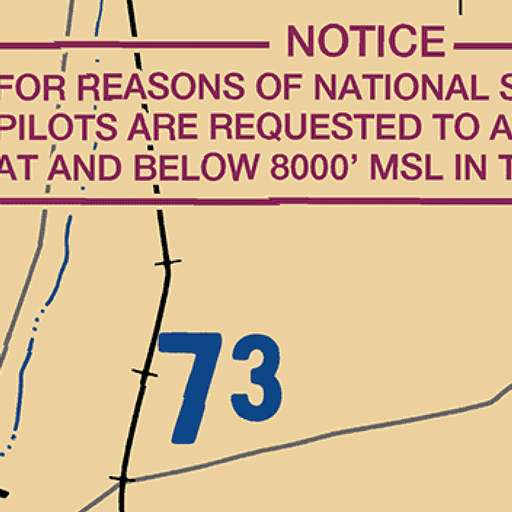 NOTICE
FOR REASONS OF NATIONAL S
PILOTS ARE REQUESTED TO A
AT AND BELOW 8000' MSL IN T
73